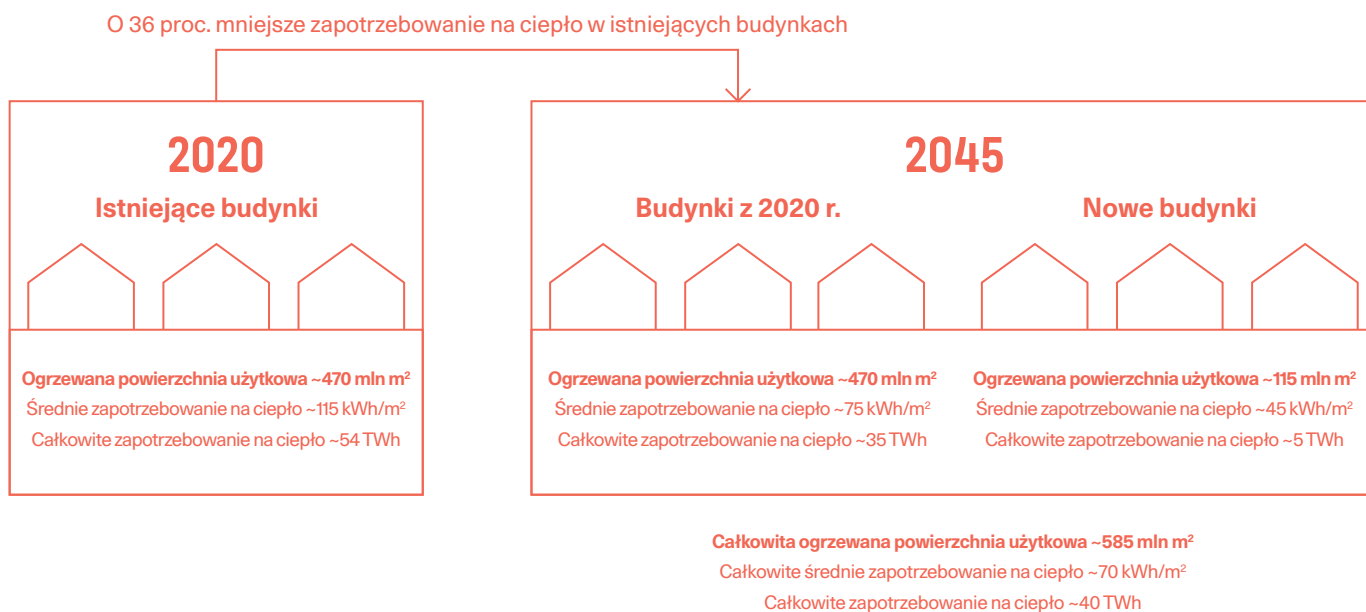 O 36 proc. mniejsze zapotrzebowanie na ciepło w istniejących budynkach
2020
Istniejące budynki
Ogrzewana powierzchnia użytkowa ~470 mln m²
Średnie zapotrzebowanie na ciepło ~115 kWh/m²
Całkowite zapotrzebowanie na ciepło ~54 TWh
2045
Budynki z 2020 r.
Ogrzewana powierzchnia użytkowa ~470 mln m²
Średnie zapotrzebowanie na ciepło ~75 kWh/m²
Całkowite zapotrzebowanie na ciepło ~35 TWh
Nowe budynki
Ogrzewana powierzchnia użytkowa ~115 mln m²
Średnie zapotrzebowanie na ciepło ~45 kWh/m²
Całkowite zapotrzebowanie na ciepło ~5 TWh
Całkowita ogrzewana powierzchnia użytkowa ~585 mln m²
Całkowite średnie zapotrzebowanie na ciepło ~70 kWh/m²
Całkowite zapotrzebowanie na ciepło ~40 TWh